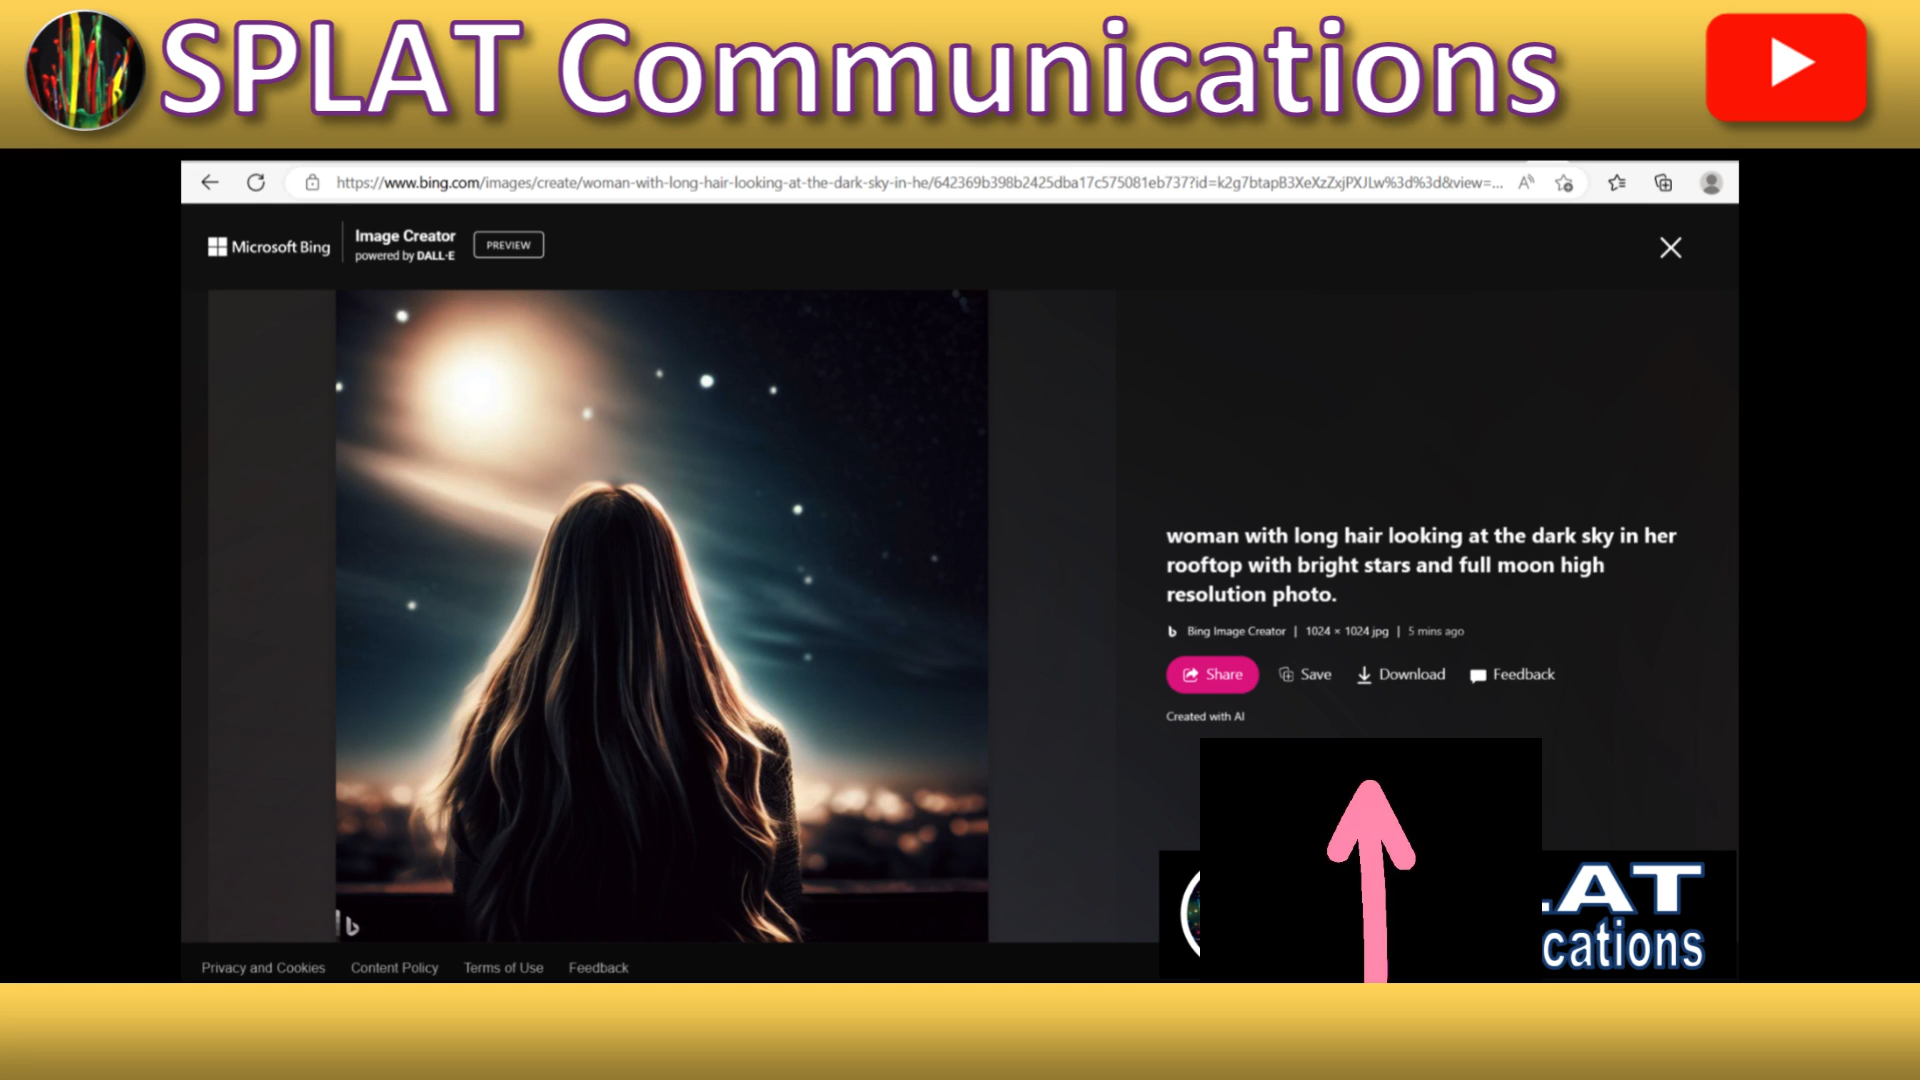 SPLAT Communications
https://www.bing.com/images/create/woman-with-long-hair-looking-at-the-dark-sky-in-he/642369b398b2425dba17c575081eb737?id=k2g7btapB3XeXzZxjPXJLw%3d%3d&view=...
Microsoft Bing
Image Creator
powered by DALL·E
PREVIEW
woman with long hair looking at the dark sky in her
rooftop with bright stars and full moon high
resolution photo.
Bing Image Creator | 1024 × 1024 jpg | 5 mins ago
Share Save Download Feedback
Created with AI
LAT
cations
Privacy and Cookies Content Policy Terms of Use Feedback